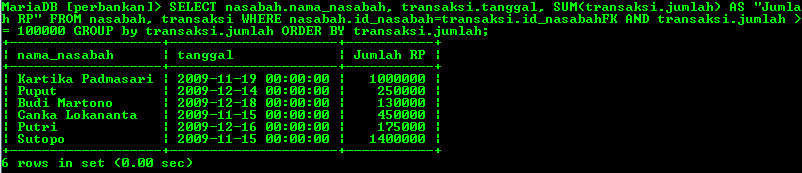 MariaDB [perbankan]> SELECT nasabah.nama_nasabah, transaksi.tanggal, SUM(transaksi.jumlah) AS "Jumla
h RP" FROM nasabah, transaksi WHERE nasabah.id_nasabah=transaksi.id_nasabahFK AND transaksi.jumlah >
= 100000 GROUP by transaksi.jumlah ORDER BY transaksi.jumlah;
+-------------------+---------------------+-----------+
| nama_nasabah | tanggal | Jumlah RP |
+-------------------+---------------------+-----------+
| Kartika Padmasari | 2009-11-19 00:00:00 | 1000000 |
| Puput | 2009-12-14 00:00:00 | 250000 |
| Budi Martono | 2009-12-18 00:00:00 | 130000 |
| Canka Lokananta | 2009-11-15 00:00:00 | 450000 |
| Putri | 2009-12-16 00:00:00 | 175000 |
| Sutopo | 2009-11-15 00:00:00 | 1400000 |
+-------------------+---------------------+-----------+
6 rows in set (0.00 sec)